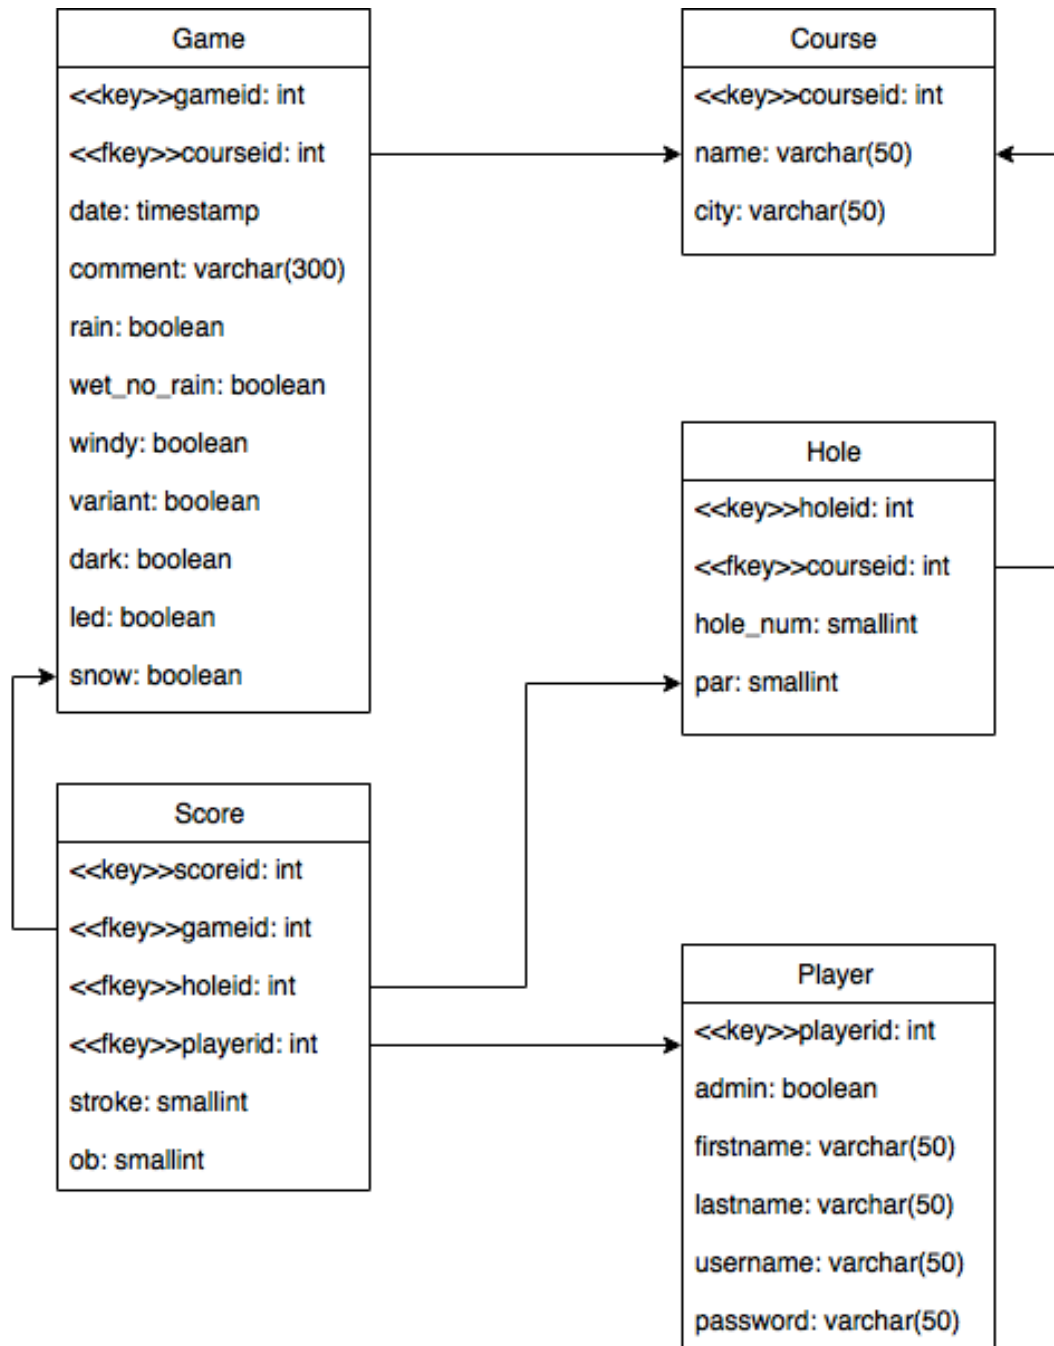 Game
<<key>>gameid: int
<<fkey>>courseid: int
date: timestamp
comment: varchar(300)
rain: boolean
wet_no_rain: boolean
windy: boolean
variant: boolean
dark: boolean
led: boolean
snow: boolean
Course
<<key>>courseid: int
name: varchar(50)
city: varchar(50)
Hole
<<key>>holeid: int
<<fkey>>courseid: int
hole_num: smallint
par: smallint
Score
<<key>>scoreid: int
<<fkey>>gameid: int
<<fkey>>holeid: int
<<fkey>>playerid: int
stroke: smallint
ob: smallint
Player
<<key>>playerid: int
admin: boolean
firstname: varchar(50)
lastname: varchar(50)
username: varchar(50)
password: varchar(50)